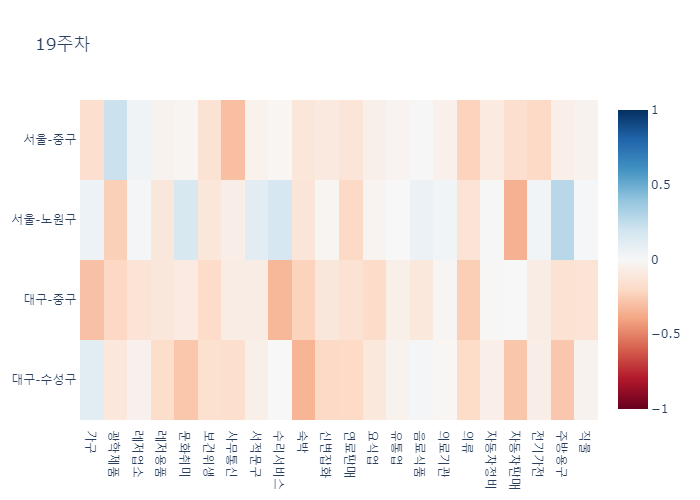 19주차
서울-중구
서울-노원구
대구-중구
대구-수성구
1
0.5
0
−0.5
−1
가구
광학제품
레저업소
레저용품
문화취미
보건위생
사무통신
서적문구
수리서비스
숙박
신변잡화
연료판매
요식업
유통업
음료식품
의료기관
의류
자동차정비
자동차판매
전기가전
주방용구
직물